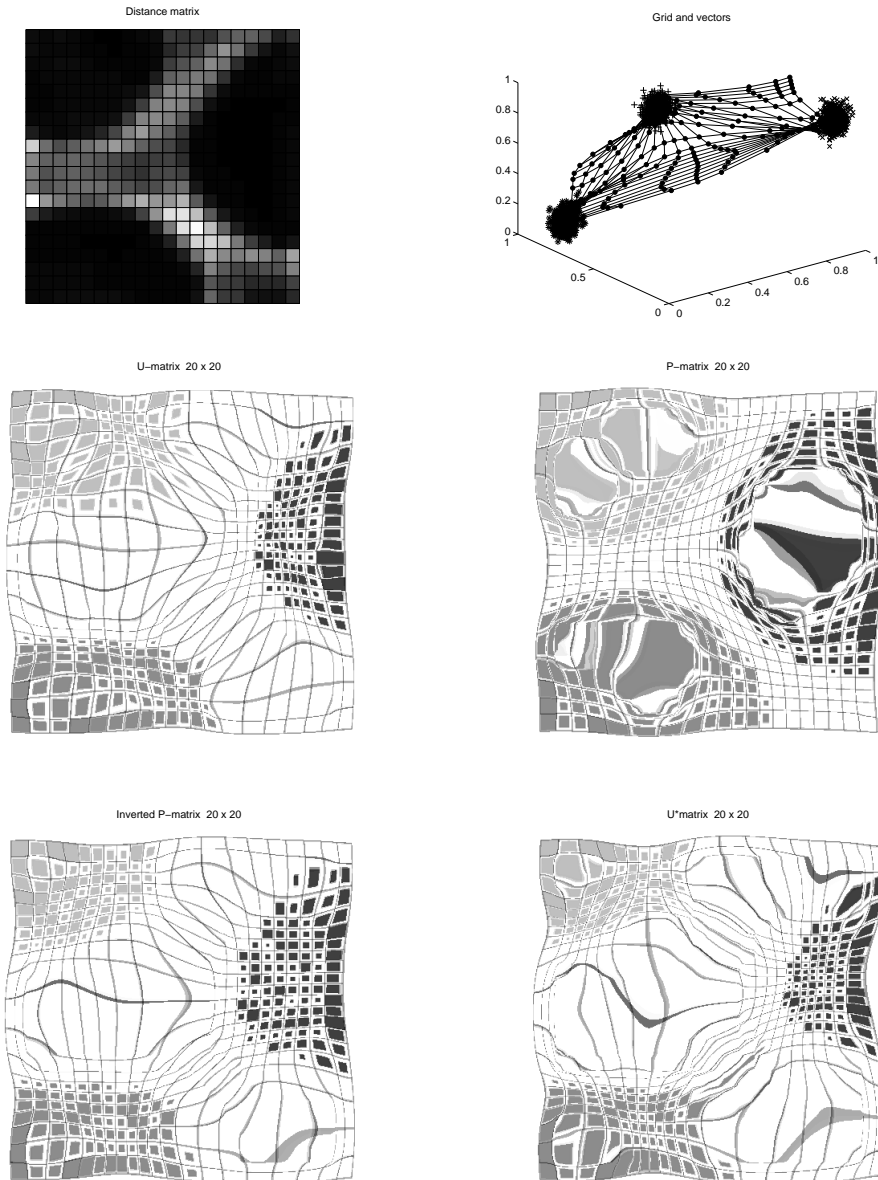 Distance matrix
Grid and vectors
1
0.8
0.6
0.4
0.2
0
1
0.5
0
0
0.2
0.4
0.6
0.8
1
U−matrix 20 x 20
P−matrix 20 x 20
Inverted P−matrix 20 x 20
U*matrix 20 x 20